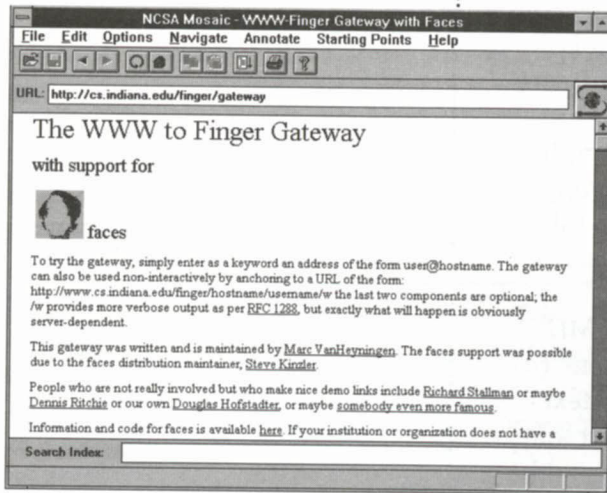 NCSA Mosaic - WWW-Finger Gateway with Faces
File Edit Options Navigate Annotate Starting Points Help
URL: http://cs.indiana.edu/finger/gateway
The WWW to Finger Gateway
with support for
faces
To try the gateway, simply enter as a keyword an address of the form user@hostname. The gateway
can also be used non-interactively by anchoring to a URL of the form:
http://www.cs.indiana.edu/finger/hostname/username/w the last two components are optional; the
/w provides more verbose output as per RFC 1288, but exactly what will happen is obviously
server-dependent.
This gateway was written and is maintained by Marc VanHeyningen. The faces support was possible
due to the faces distribution maintainer, Steve Kinzler.
People who are not really involved but who make nice demo links include Richard Stallman or maybe
Dennis Ritchie or our own Douglas Hofstadter, or maybe somebody even more famous.
Information and code for faces is available here. If your institution or organization does not have a
Search Index: